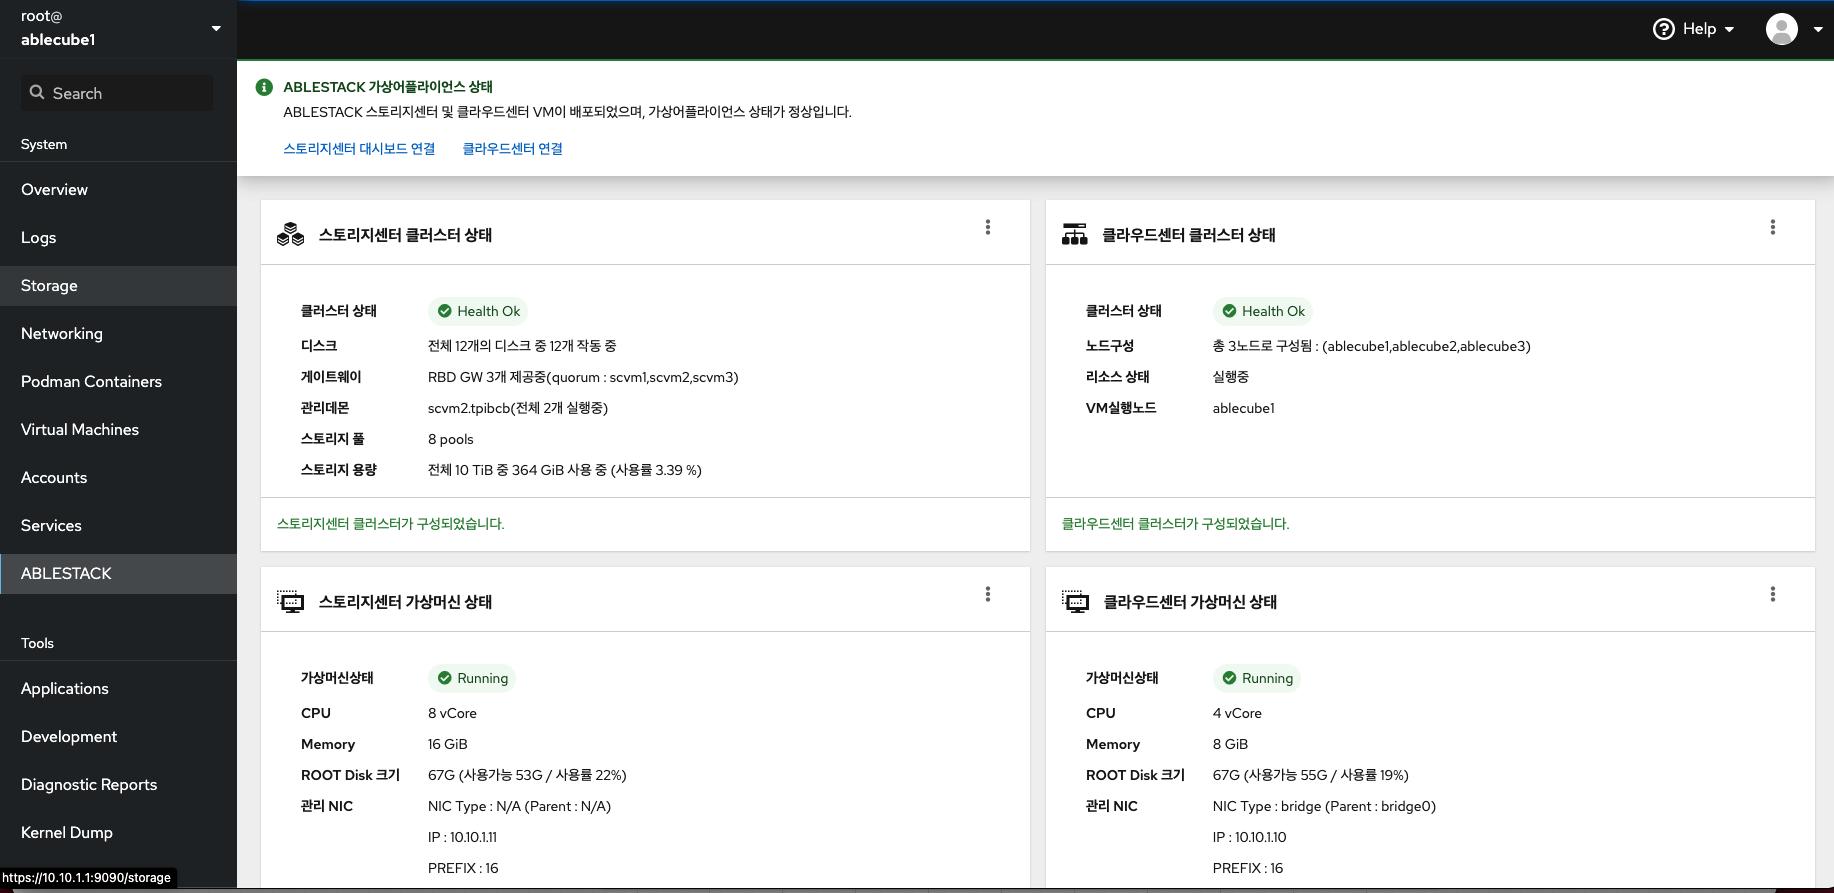 root@
ablecube1
Help
Search
System
Overview
Logs
Storage
Networking
Podman Containers
Virtual Machines
Accounts
Services
ABLESTACK
Tools
Applications
Development
Diagnostic Reports
Kernel Dump
https://10.10.1.1:9090/storage
ABLESTACK 가상어플라이언스 상태
ABLESTACK 스토리지센터 및 클라우드센터 VM이 배포되었으며, 가상어플라이언스 상태가 정상입니다.
스토리지센터 대시보드 연결 클라우드센터 연결
스토리지센터 클러스터 상태
클러스터 상태 Health Ok
디스크 전체 12개의 디스크 중 12개 작동 중
게이트웨이 RBD GW 3개 제공중(quorum : scvm1,scvm2,scvm3)
관리데몬 scvm2.tpibcb(전체 2개 실행중)
스토리지 풀 8 pools
스토리지 용량 전체 10 TiB 중 364 GiB 사용 중 (사용률 3.39 %)
스토리지센터 클러스터가 구성되었습니다.
클라우드센터 클러스터 상태
클러스터 상태 Health Ok
노드구성 총 3노드로 구성됨 : (ablecube1,ablecube2,ablecube3)
리소스 상태 실행중
VM실행노드 ablecube1
클라우드센터 클러스터가 구성되었습니다.
스토리지센터 가상머신 상태
가상머신상태 Running
CPU 8 vCore
Memory 16 GiB
ROOT Disk 크기 67G (사용가능 53G / 사용률 22%)
관리 NIC NIC Type : N/A (Parent : N/A)
IP : 10.10.1.11
PREFIX : 16
클라우드센터 가상머신 상태
가상머신상태 Running
CPU 4 vCore
Memory 8 GiB
ROOT Disk 크기 67G (사용가능 55G / 사용률 19%)
관리 NIC NIC Type : bridge (Parent : bridge0)
IP : 10.10.1.10
PREFIX : 16